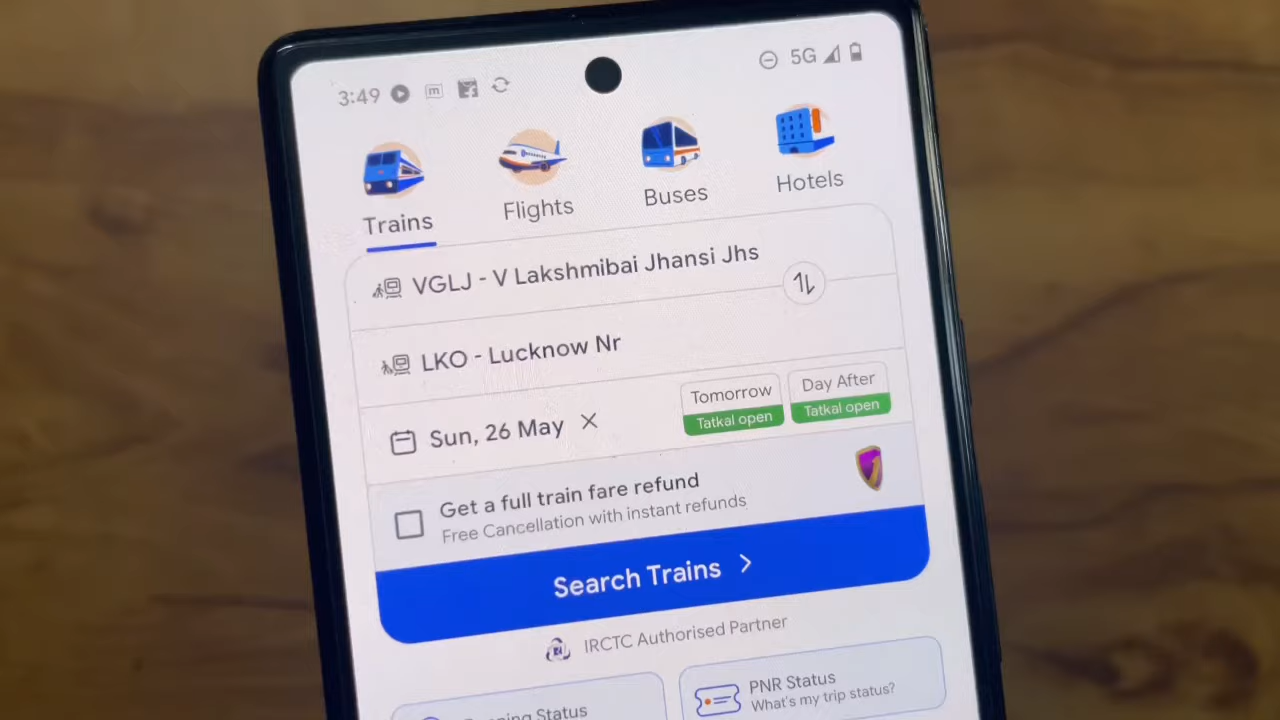 3:49
5G
Trains
Flights
Buses
Hotels
VGLJ - V Lakshmibai Jhansi Jhs
LKO - Lucknow Nr
Sun, 26 May
Tomorrow
Tatkal open
Day After
Tatkal open
Get a full train fare refund
Free Cancellation with instant refunds
Search Trains
IRCTC Authorised Partner
Status
PNR Status
What's my trip status?